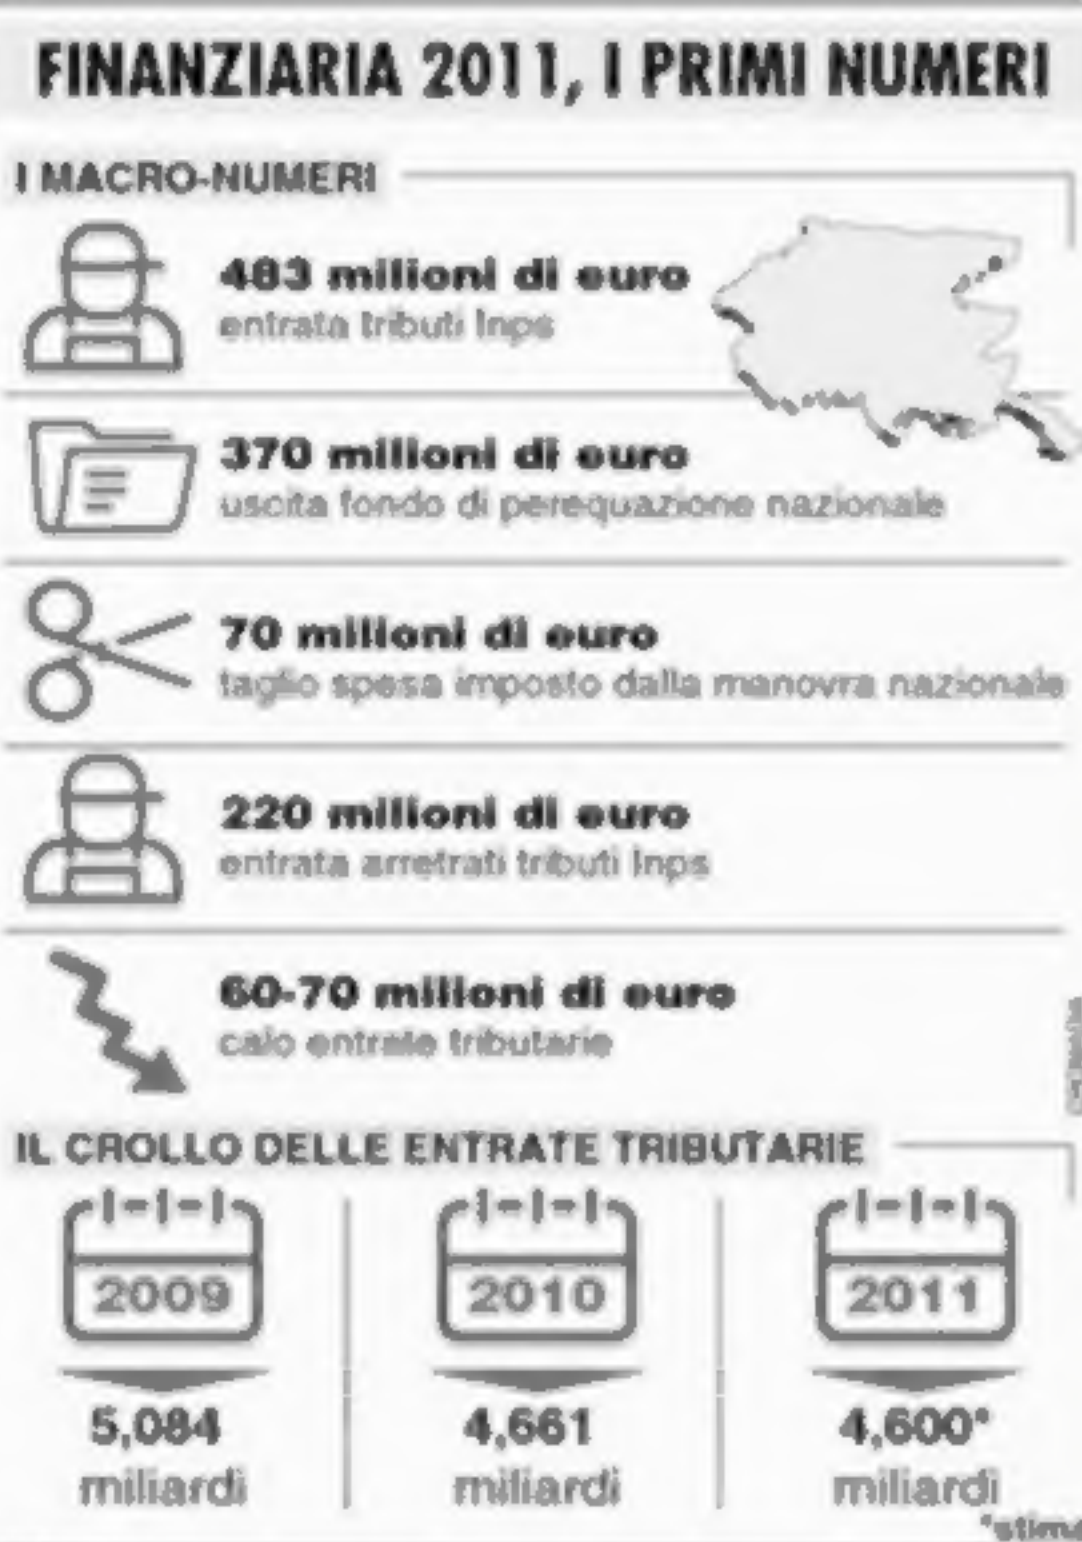 FINANZIARIA 2011, I PRIMI NUMERI
I MACRO-NUMERI
483 milioni di euro
entrata tributi Inps
370 milioni di euro
uscita fondo di perequazione nazionale
70 milioni di euro
taglio spesa imposto dalla manovra nazionale
220 milioni di euro
entrata arretrati tributi Inps
60-70 milioni di euro
calo entrate tributarie
IL CROLLO DELLE ENTRATE TRIBUTARIE
2009
2010
2011
5,084
4,661
4,600*
miliardi
miliardi
miliardi
*stima